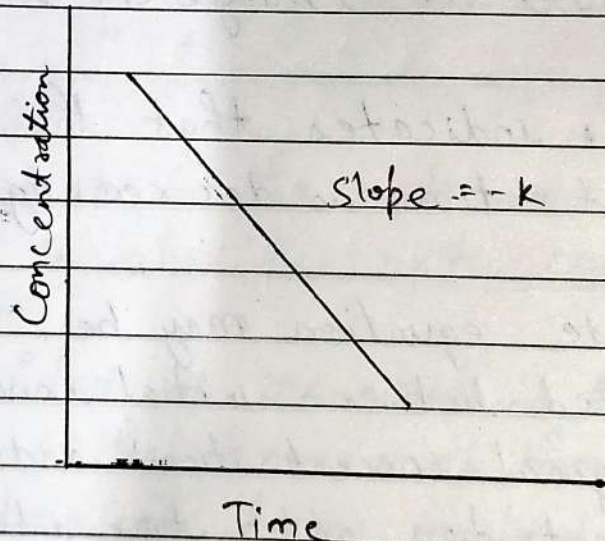 Concentration
Slope = - k
Time